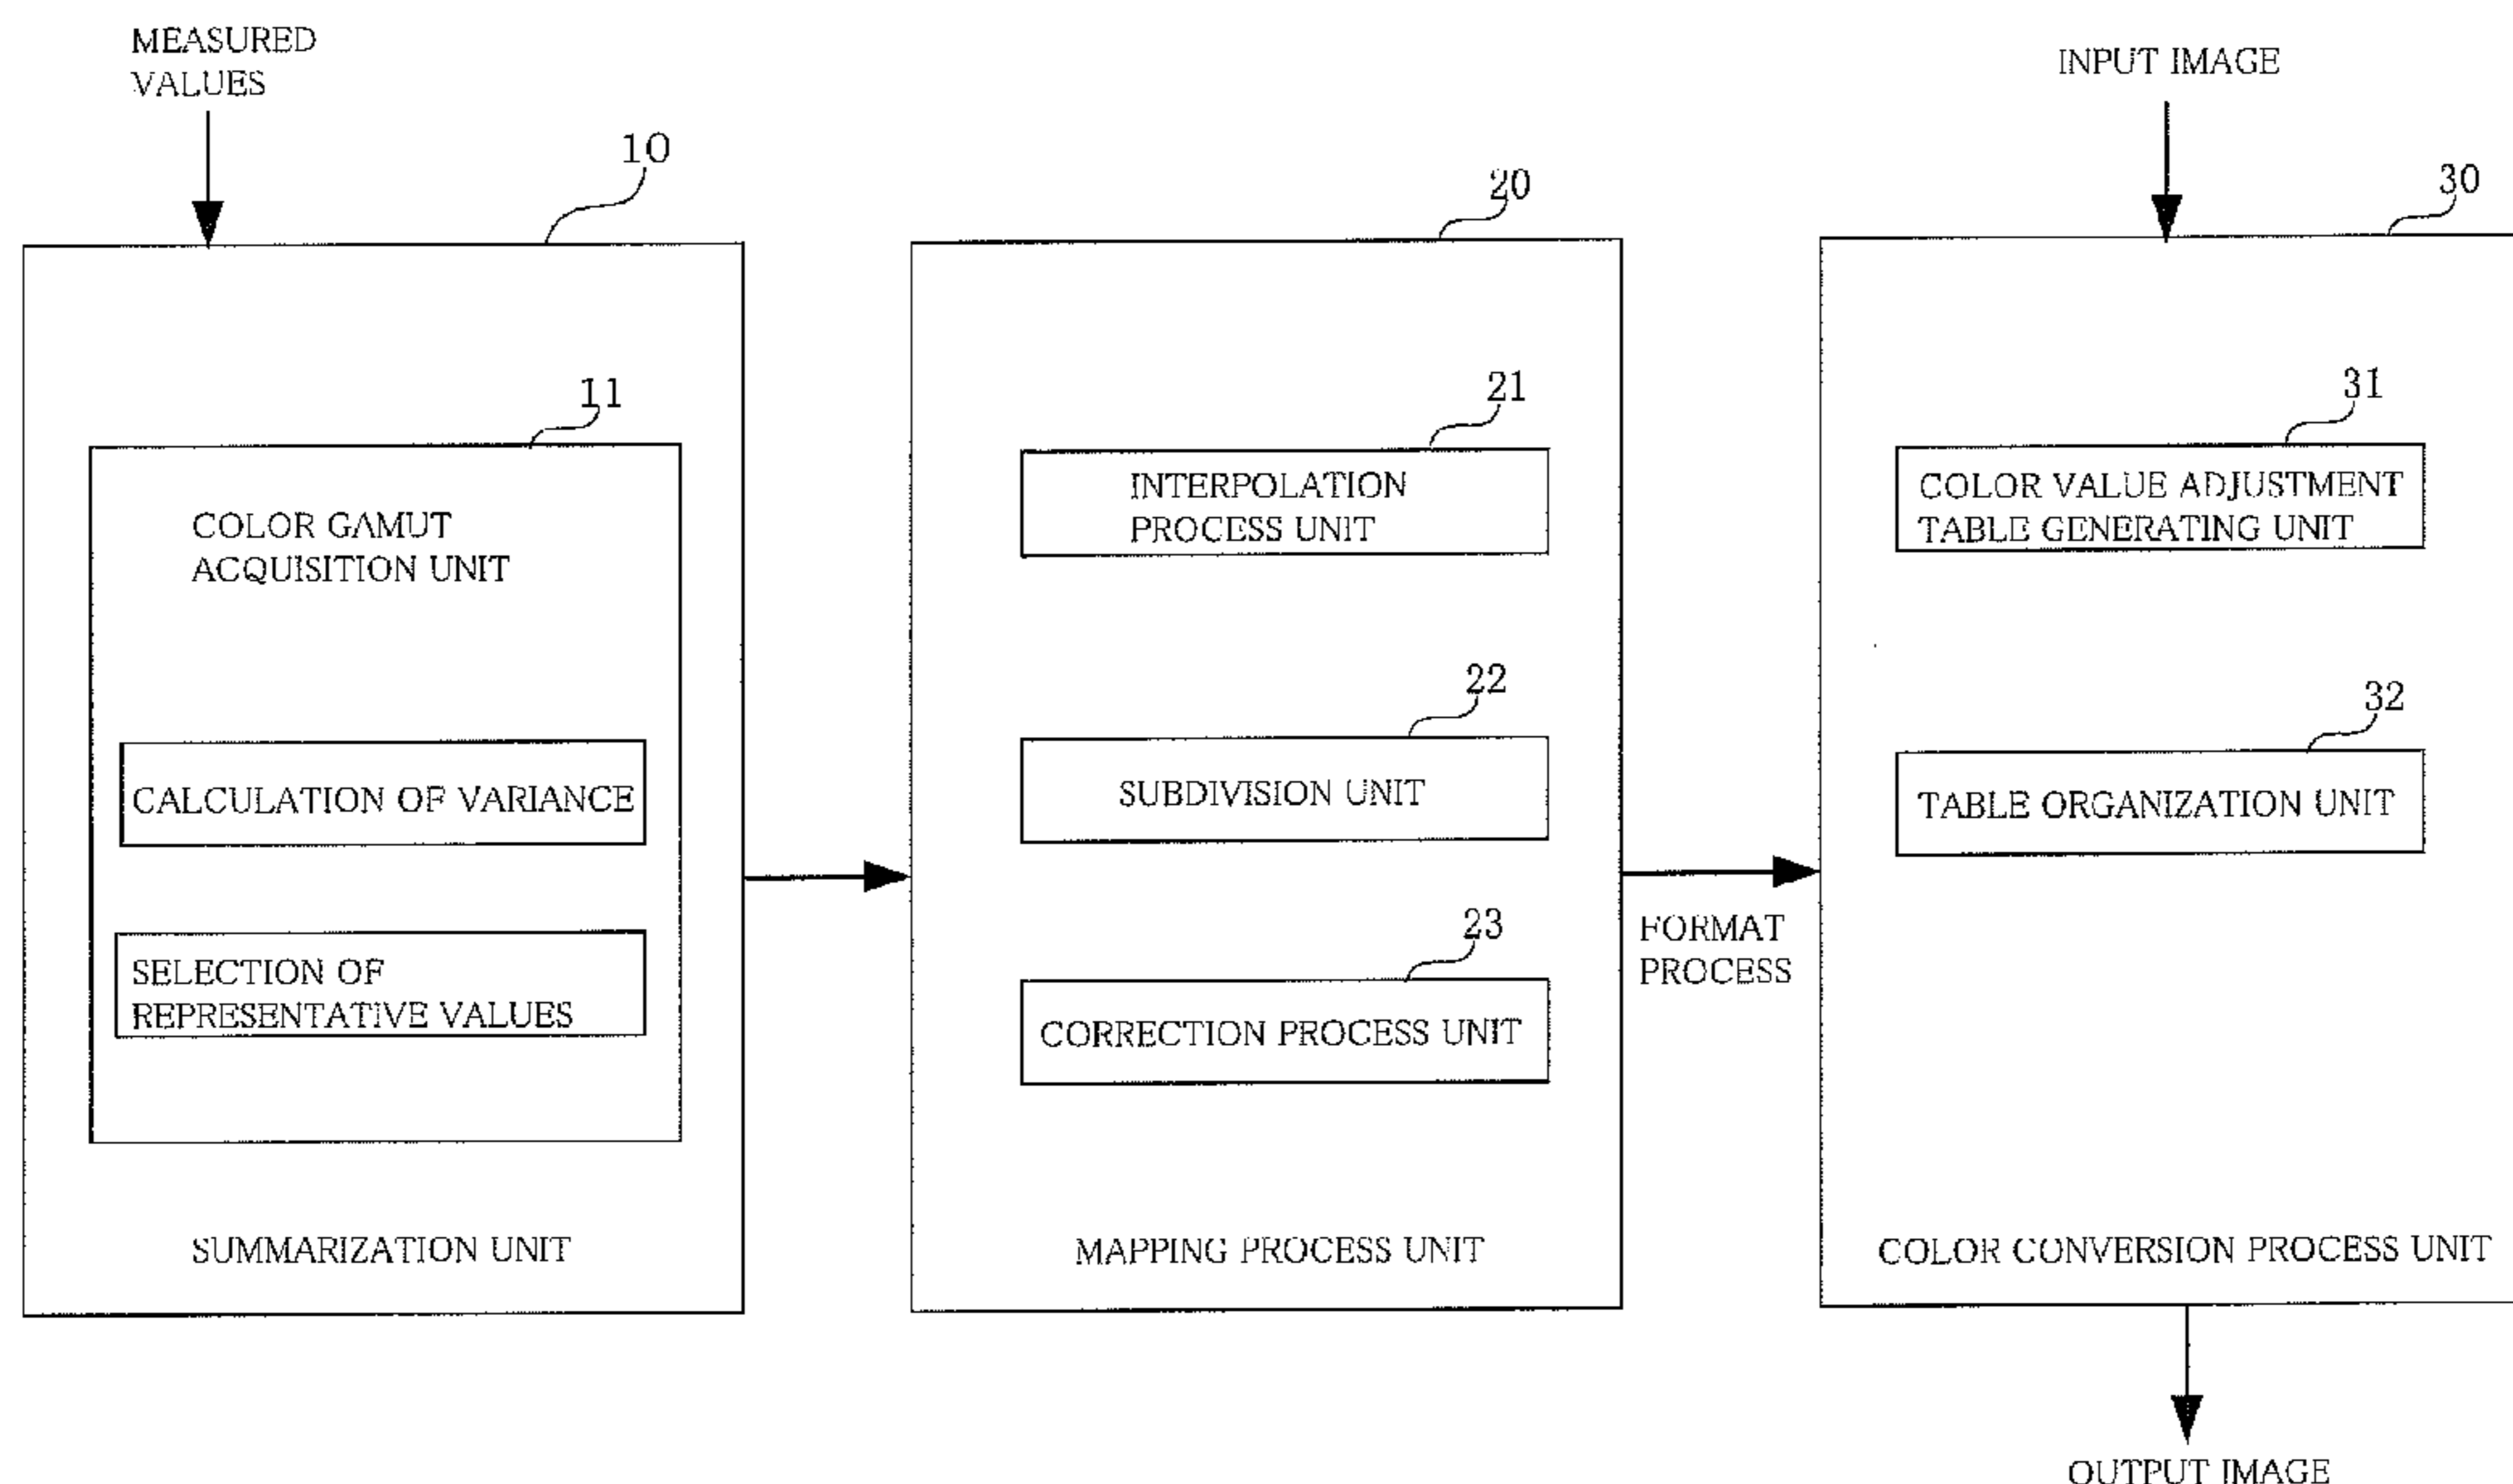 MEASURED
VALUES
10
11
COLOR GAMUT
ACQUISITION UNIT
CALCULATION OF VARIANCE
SELECTION OF
REPRESENTATIVE VALUES
SUMMARIZATION UNIT
20
21
INTERPOLATION
PROCESS UNIT
22
SUBDIVISION UNIT
23
CORRECTION PROCESS UNIT
MAPPING PROCESS UNIT
FORMAT
PROCESS
INPUT IMAGE
30
31
COLOR VALUE ADJUSTMENT
TABLE GENERATING UNIT
32
TABLE ORGANIZATION UNIT
COLOR CONVERSION PROCESS UNIT
OUTPUT IMAGE